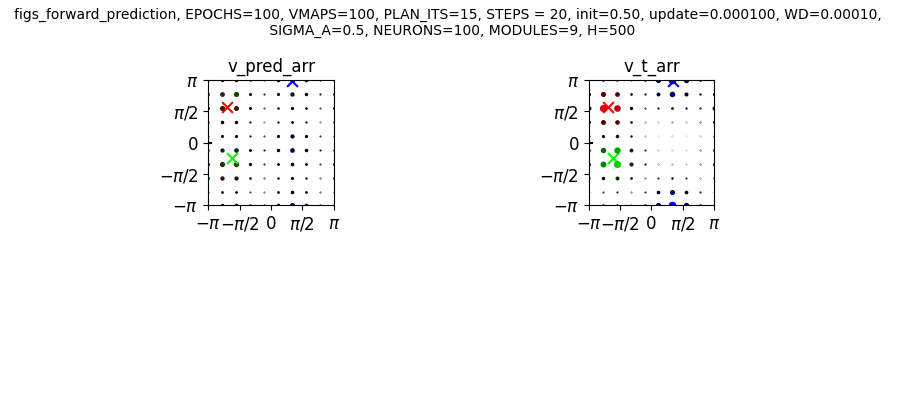 figs_forward_prediction, EPOCHS=100, VMAPS=100, PLAN_ITS=15, STEPS = 20, init=0.50, update=0.000100, WD=0.00010,
SIGMA_A=0.5, NEURONS=100, MODULES=9, H=500
v_pred_arr
π
π/2
0
−π/2
−π
−π −π/2 0 π/2 π
v_t_arr
π
π/2
0
−π/2
−π
−π −π/2 0 π/2 π